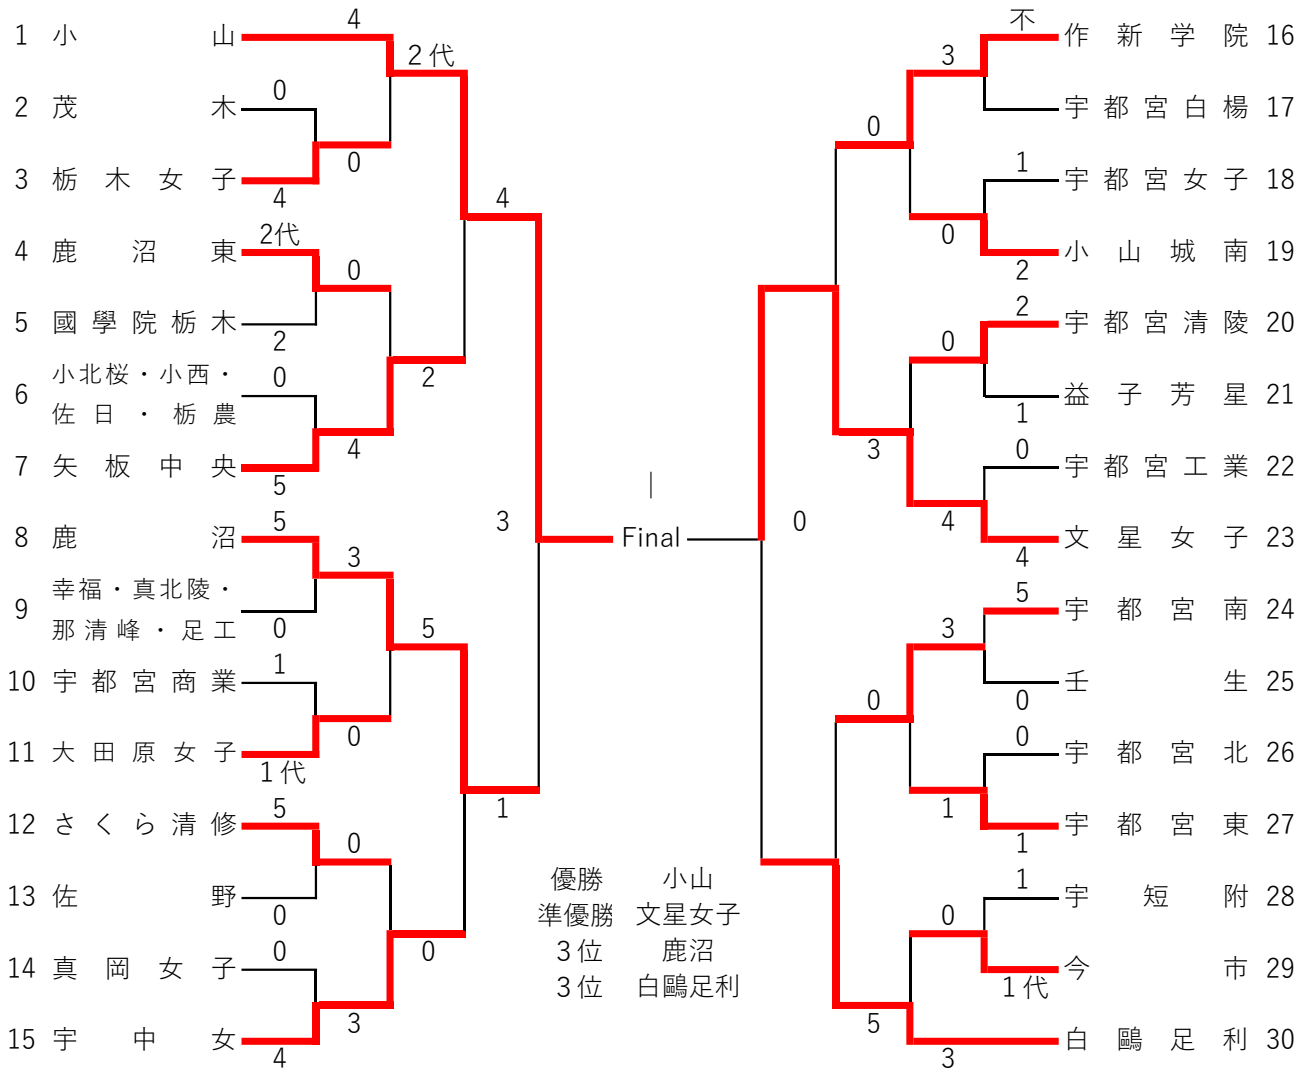 1 小山
4
2 茂木
0
3 栃木女子
4
0
2代
4 鹿沼東
2代
5 國學院栃木
2
0
6 小北桜・小西・
佐日・栃農
0
7 矢板中央
5
4
2
4
8 鹿沼
5
9 幸福・真北陵・
那清峰・足工
0
3
10 宇都宮商業
1
11 大田原女子
1代
0
5
12 さくら清修
5
13 佐野
0
0
14 真岡女子
0
15 宇中女
4
3
0
1
3
｜
Final
0
優勝 小山
準優勝 文星女子
3位 鹿沼
3位 白鷗足利
不
作新学院 16
宇都宮白楊 17
3
1
宇都宮女子 18
小山城南 19
2
0
0
2
宇都宮清陵 20
益子芳星 21
1
0
0
宇都宮工業 22
文星女子 23
4
4
3
5
宇都宮南 24
壬生 25
0
3
0
宇都宮北 26
宇都宮東 27
1
1
0
1
宇短附 28
今市 29
1代
0
白鷗足利 30
3
5